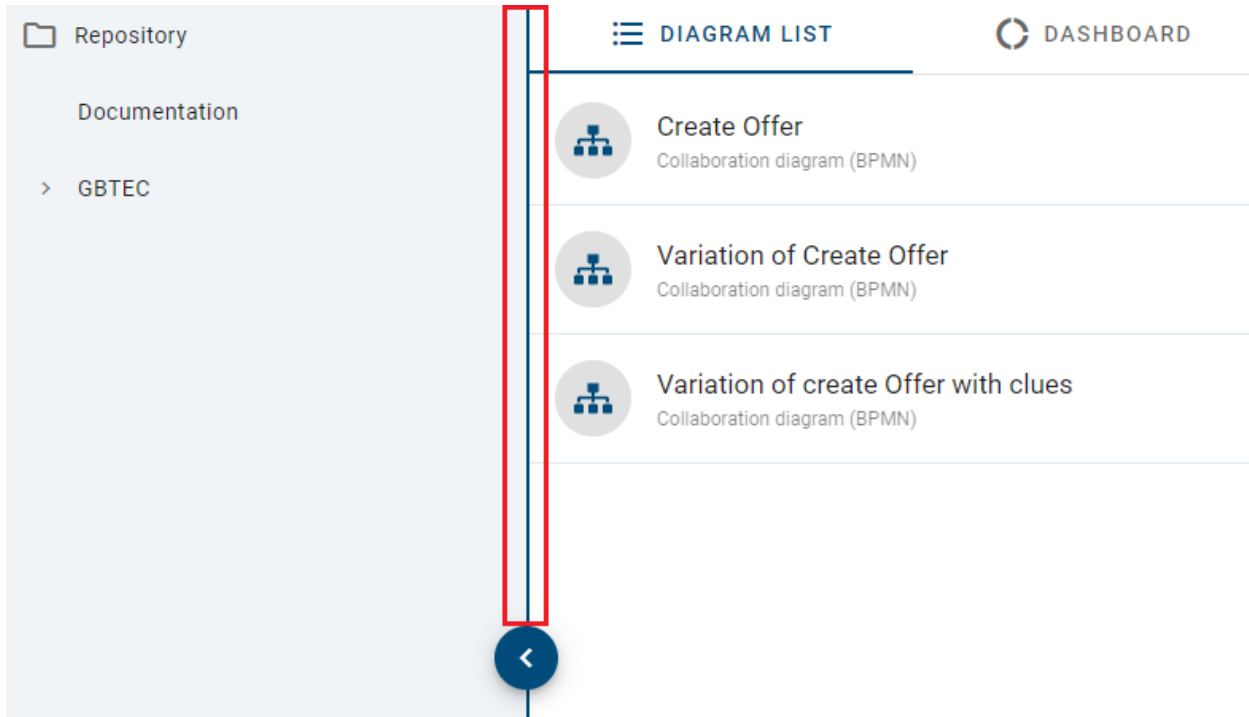 Repository
Documentation
GBTEC
DIAGRAM LIST
DASHBOARD
Create Offer
Collaboration diagram (BPMN)
Variation of Create Offer
Collaboration diagram (BPMN)
Variation of create Offer with clues
Collaboration diagram (BPMN)